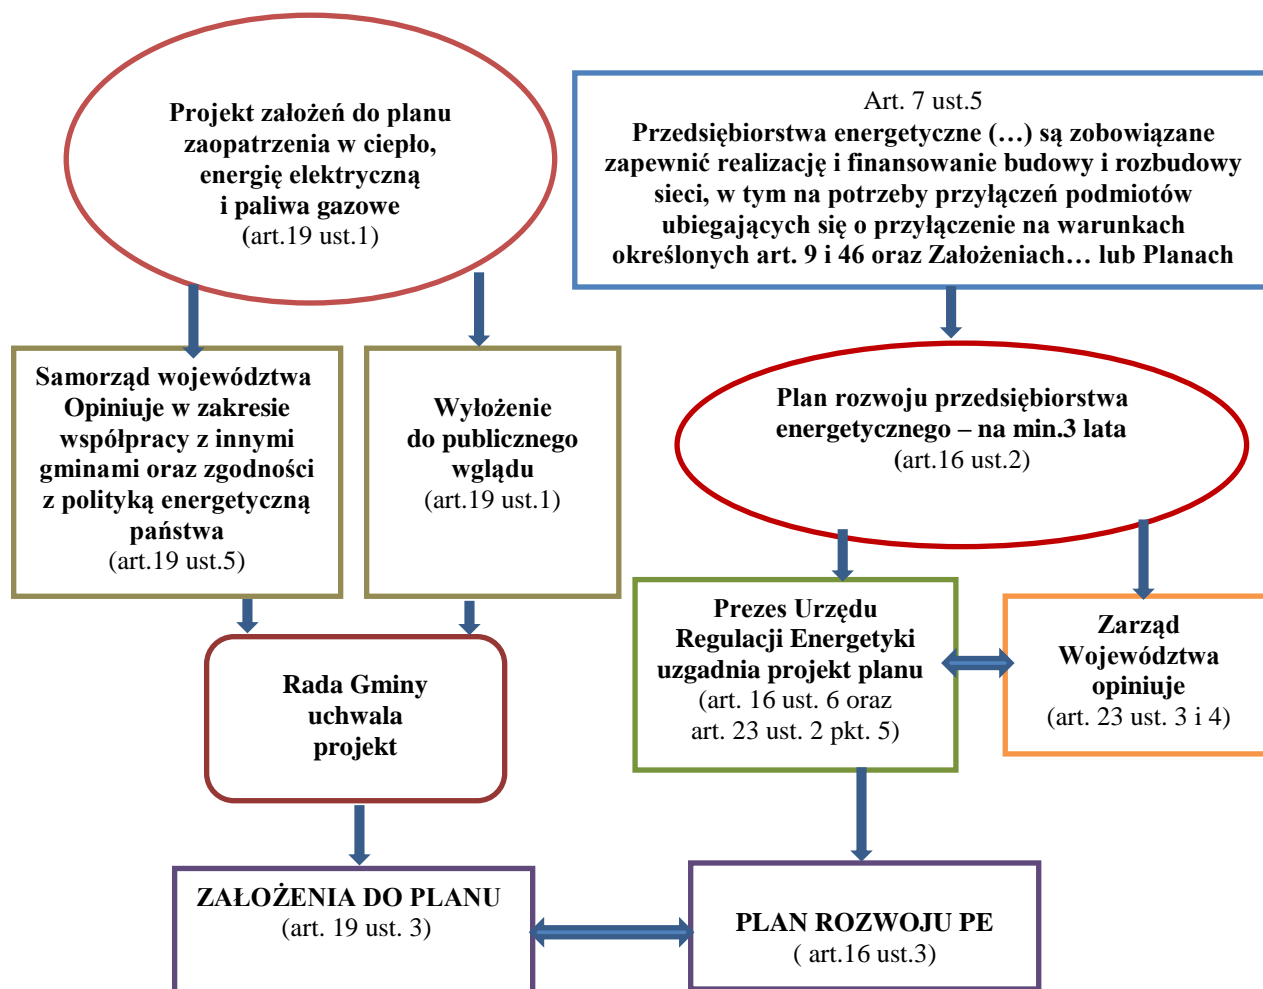 Projekt założeń do planu
zaopatrzenia w ciepło,
energię elektryczną
i paliwa gazowe
(art.19 ust.1)
Art. 7 ust.5
Przedsiębiorstwa energetyczne (…) są zobowiązane
zapewnić realizację i finansowanie budowy i rozbudowy
sieci, w tym na potrzeby przyłączeń podmiotów
ubiegających się o przyłączenie na warunkach
określonych art. 9 i 46 oraz Założeniach… lub Planach
Samorząd województwa
Opiniuje w zakresie
współpracy z innymi
gminami oraz zgodności
z polityką energetyczną
państwa
(art.19 ust.5)
Wyłożenie
do publicznego
wglądu
(art.19 ust.1)
Plan rozwoju przedsiębiorstwa
energetycznego – na min.3 lata
(art.16 ust.2)
Rada Gminy
uchwala
projekt
Prezes Urzędu
Regulacji Energetyki
uzgadnia projekt planu
(art. 16 ust. 6 oraz
art. 23 ust. 2 pkt. 5)
Zarząd
Województwa
opiniuje
(art. 23 ust. 3 i 4)
ZAŁOŻENIA DO PLANU
(art. 19 ust. 3)
PLAN ROZWOJU PE
( art.16 ust.3)